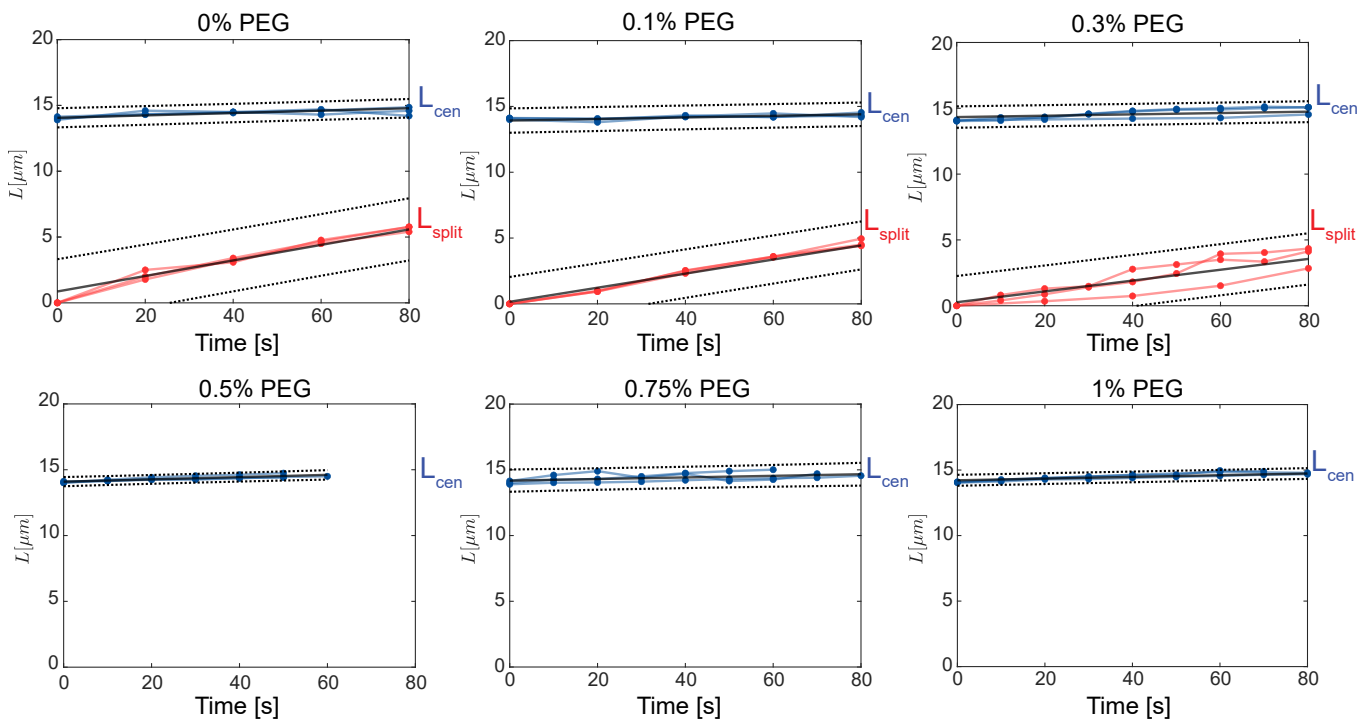 0% PEG
20
15
10
5
0
L[μm]
L_cen
L_split
0 20 40 60 80
Time [s]
0.1% PEG
20
15
10
5
0
L[μm]
L_cen
L_split
0 20 40 60 80
Time [s]
0.3% PEG
20
15
10
5
0
L[μm]
L_cen
L_split
0 20 40 60 80
Time [s]
0.5% PEG
20
15
10
15
0
L[μm]
L_cen
0 20 40 60 80
Time [s]
0.75% PEG
20
15
10
15
0
L[μm]
L_cen
0 20 40 60 80
Time [s]
1% PEG
20
15
10
15
0
L[μm]
L_cen
0 20 40 60 80
Time [s]